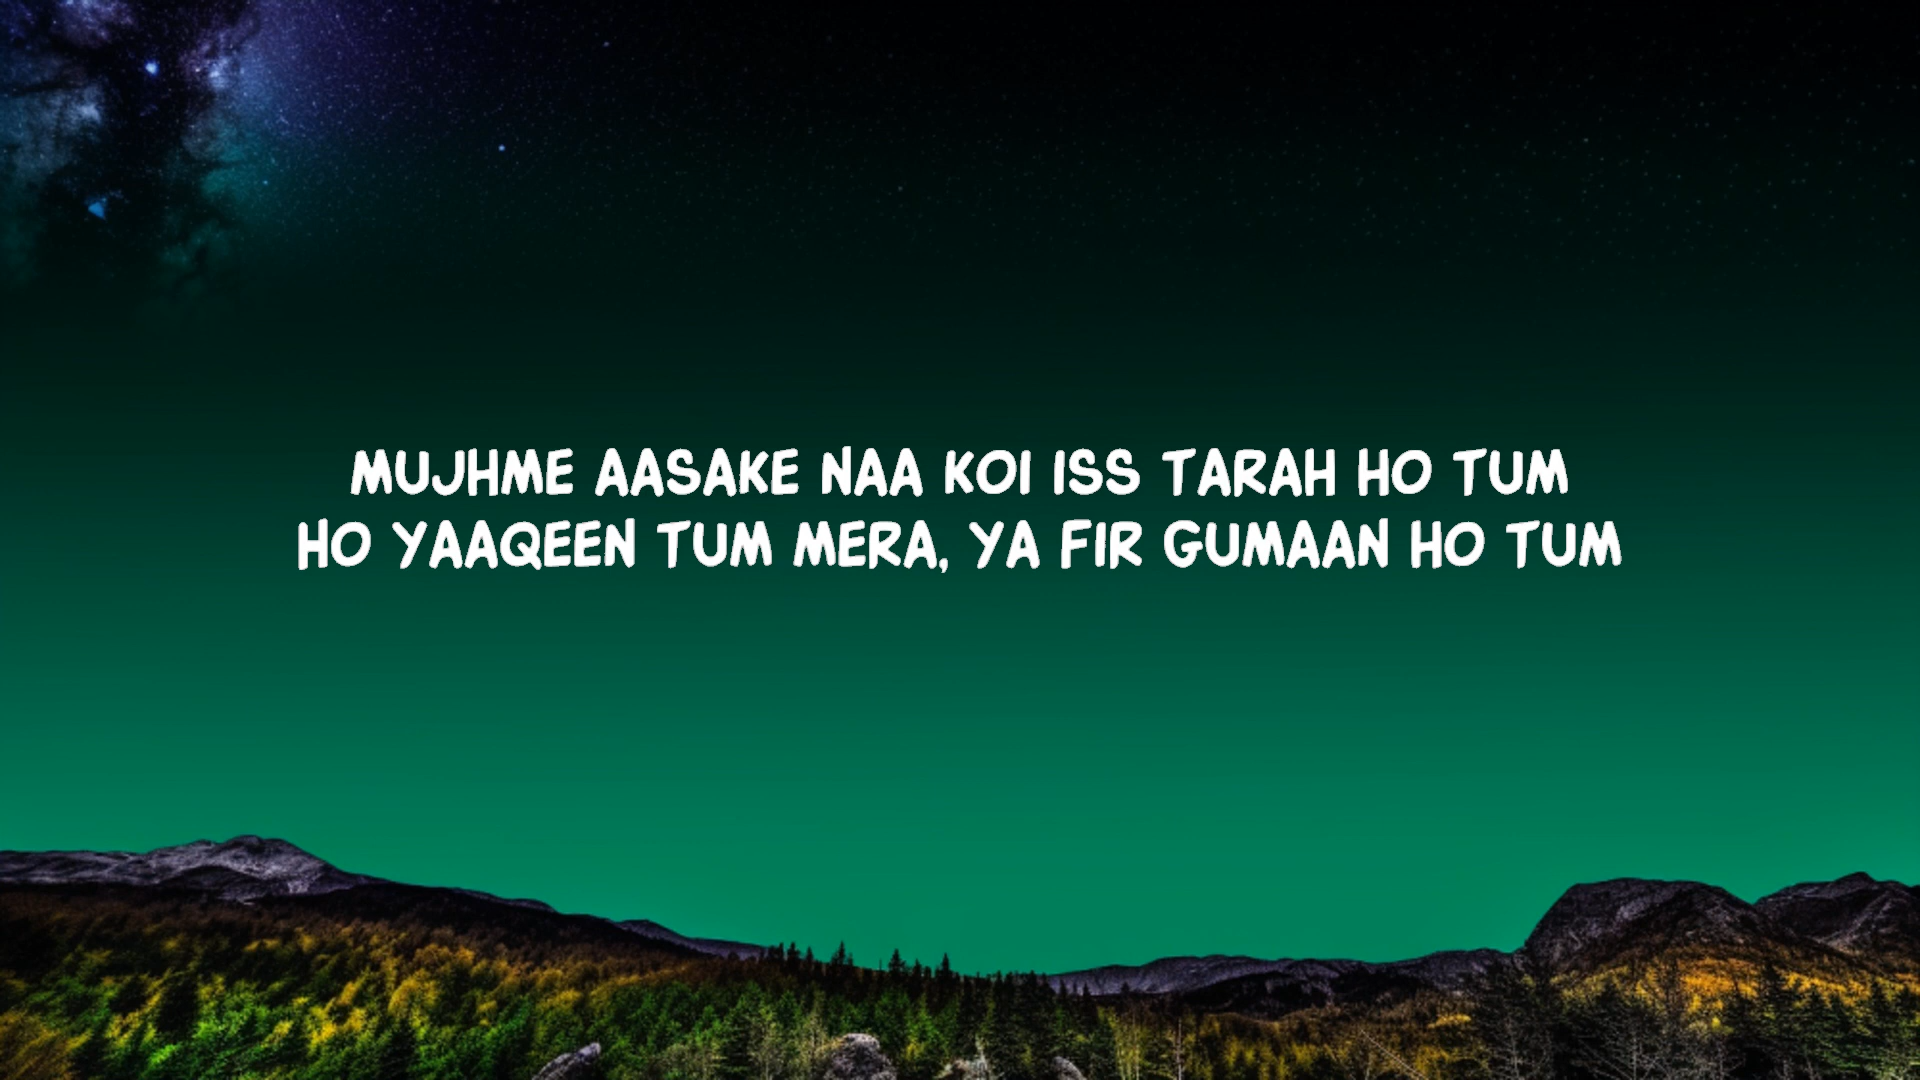 MUJHME AASAKE NAA KOI ISS TARAH HO TUM
HO YAAQEEN TUM MERA, YA FIR GUMAAN HO TUM